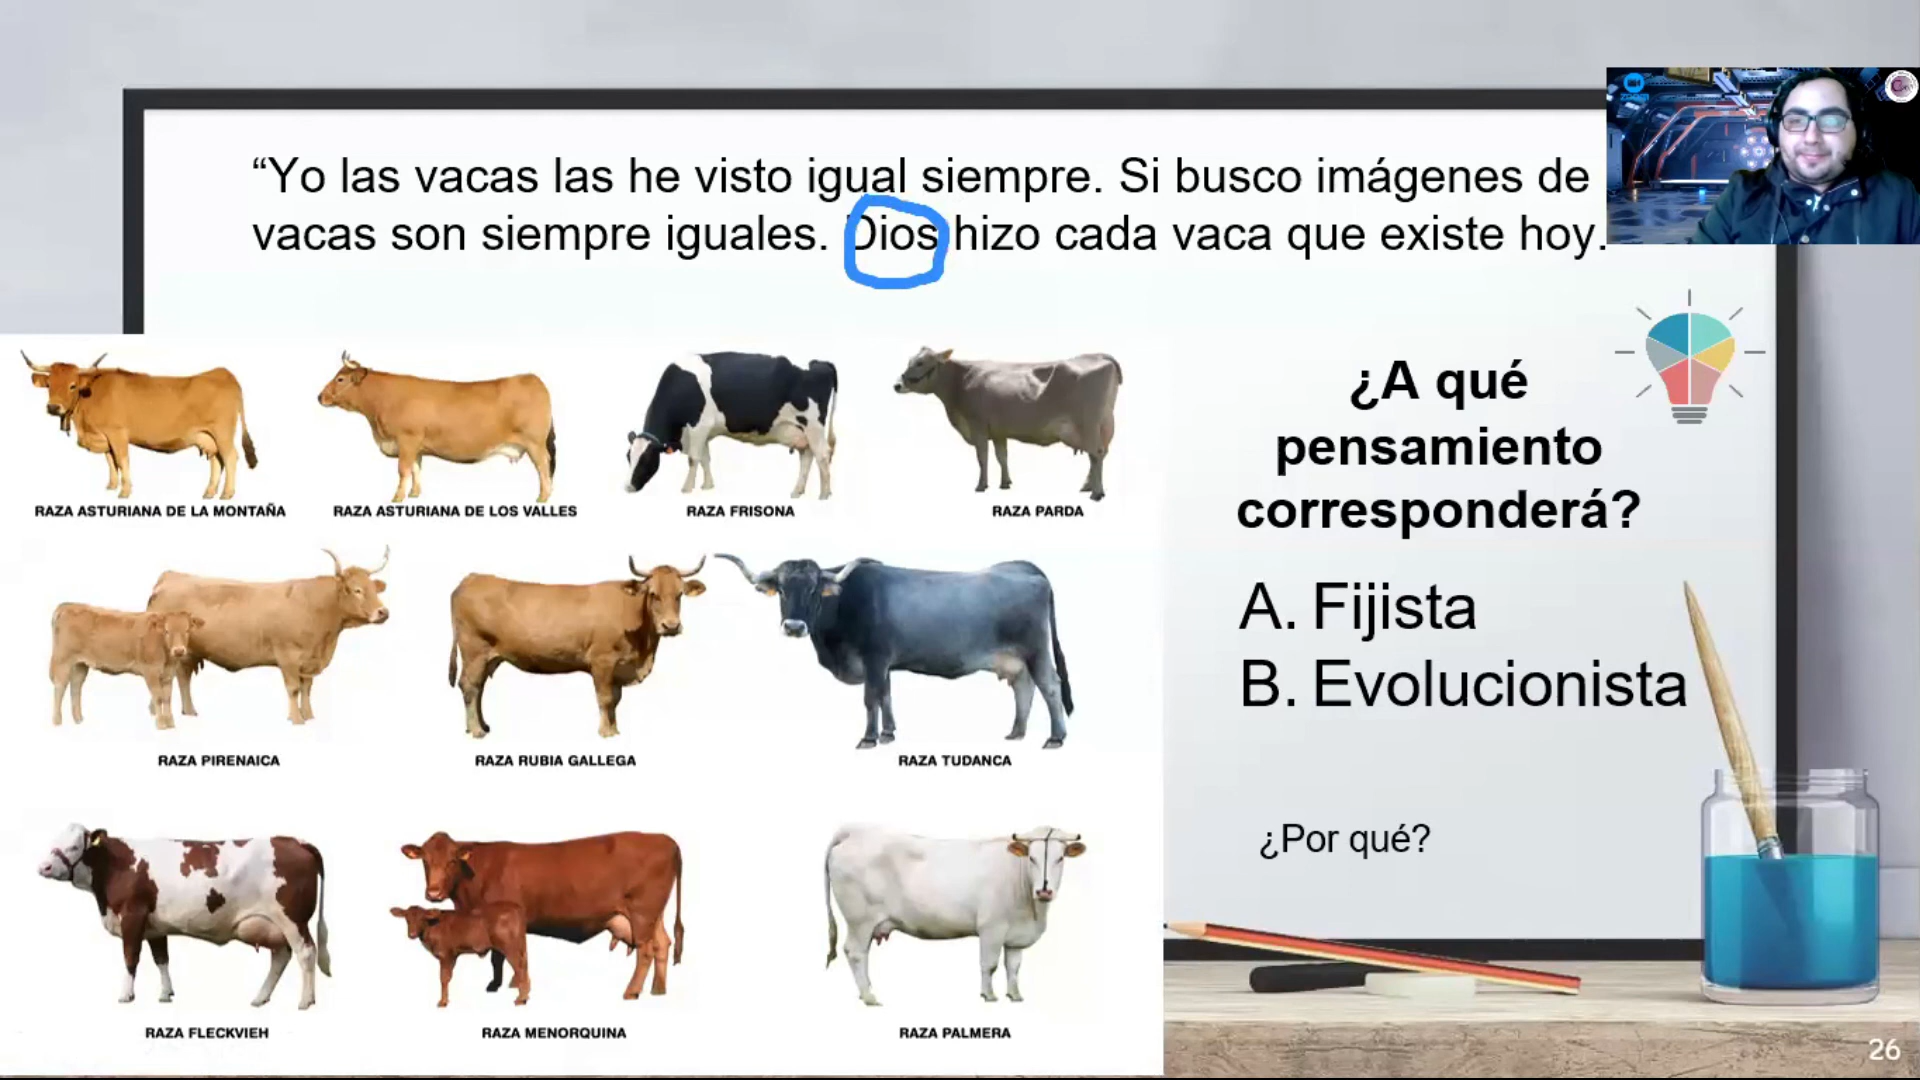 “Yo las vacas las he visto igual siempre. Si busco imágenes de
vacas son siempre iguales. Dios hizo cada vaca que existe hoy.
zoom
¿A qué
pensamiento
corresponderá?
A. Fijista
B. Evolucionista
¿Por qué?
RAZA ASTURIANA DE LA MONTAÑA
RAZA ASTURIANA DE LOS VALLES
RAZA FRISONA
RAZA PARDA
RAZA PIRENAICA
RAZA RUBIA GALLEGA
RAZA TUDANCA
RAZA FLECKVIEH
RAZA MENORQUINA
RAZA PALMERA
26